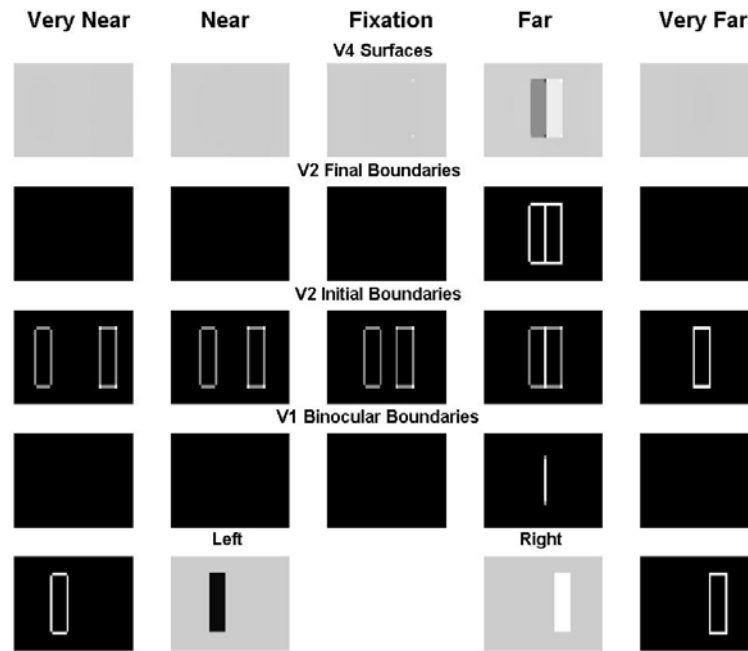 Very Near Near Fixation Far Very Far
V4 Surfaces
V2 Final Boundaries
V2 Initial Boundaries
V1 Binocular Boundaries
Left Right